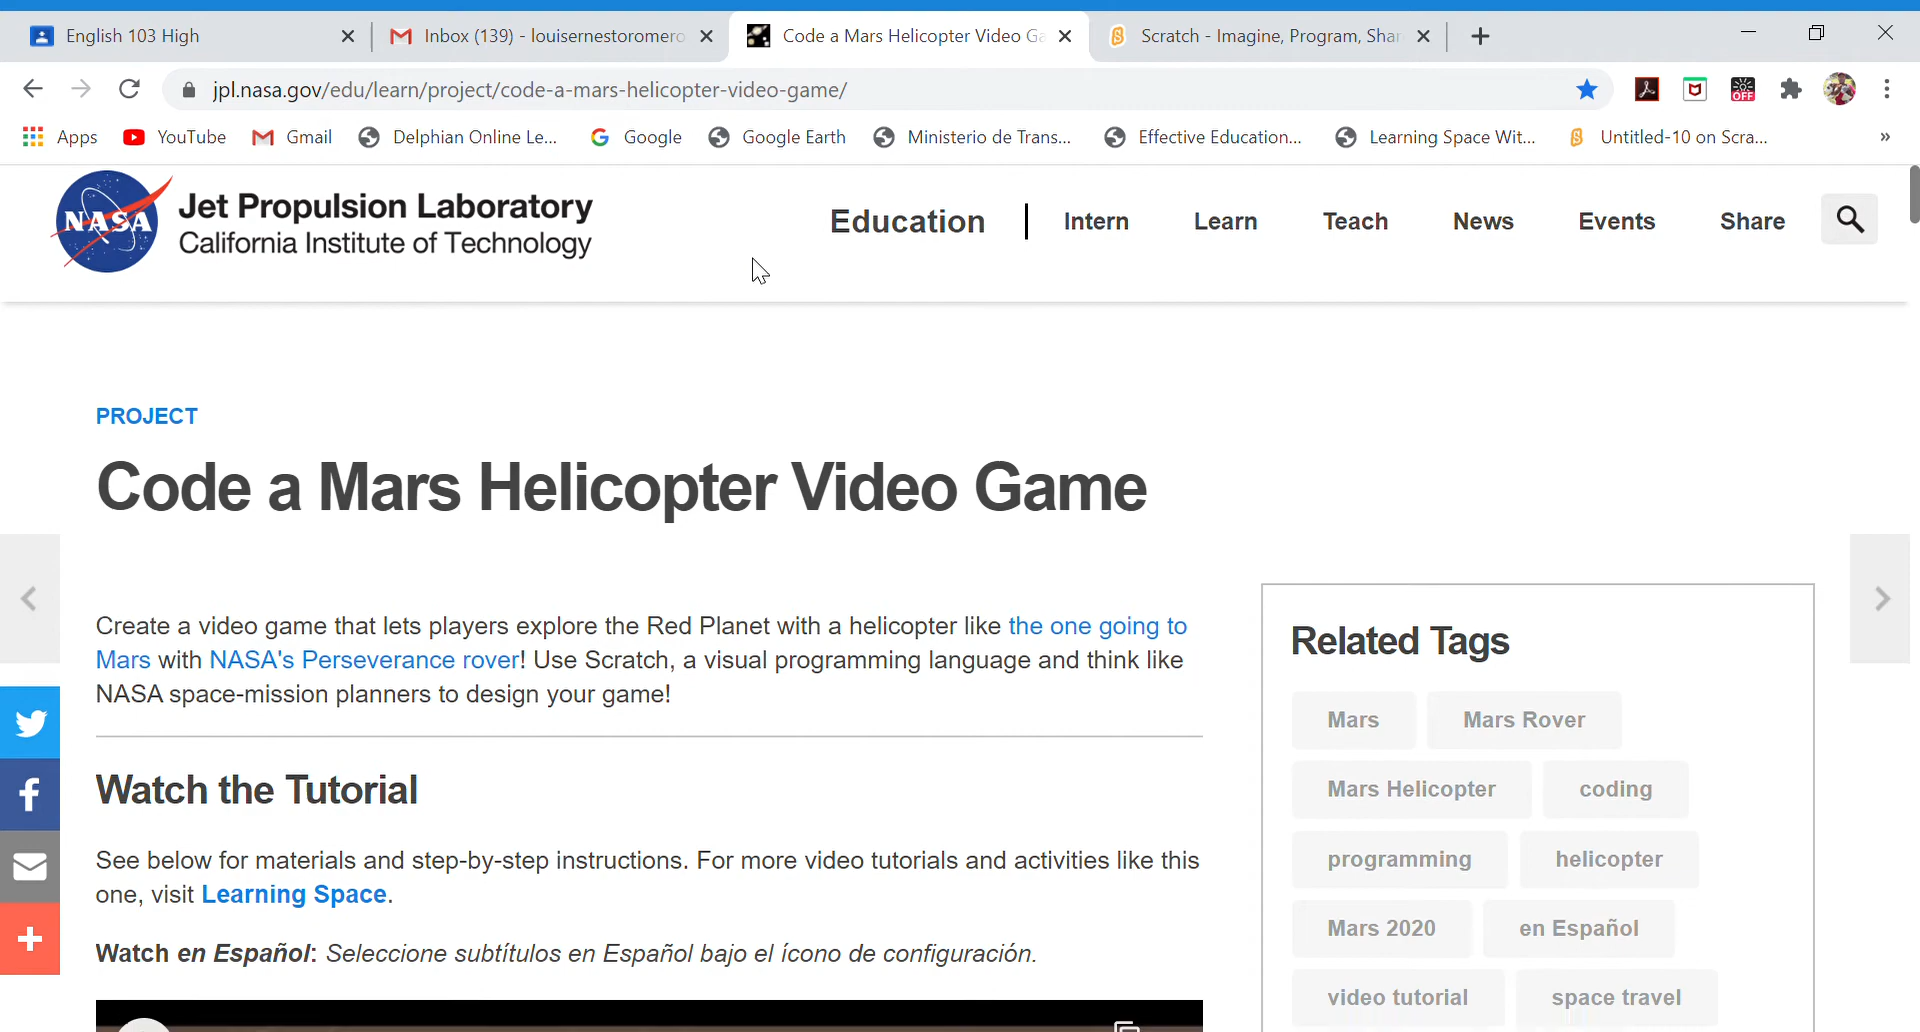 English 103 High
Inbox (139) - louisernestoromero
Code a Mars Helicopter Video Ga
Scratch - Imagine, Program, Shar
jpl.nasa.gov/edu/learn/project/code-a-mars-helicopter-video-game/
OFF
Apps
YouTube
Gmail
Delphian Online Le...
Google
Google Earth
Ministerio de Trans...
Effective Education...
Learning Space Wit...
Untitled-10 on Scra...
NASA
Jet Propulsion Laboratory
California Institute of Technology
Education
Intern
Learn
Teach
News
Events
Share
PROJECT
Code a Mars Helicopter Video Game
Create a video game that lets players explore the Red Planet with a helicopter like the one going to
Mars with NASA's Perseverance rover! Use Scratch, a visual programming language and think like
NASA space-mission planners to design your game!
Watch the Tutorial
See below for materials and step-by-step instructions. For more video tutorials and activities like this
one, visit Learning Space.
Watch en Español: Seleccione subtítulos en Español bajo el ícono de configuración.
Related Tags
Mars
Mars Rover
Mars Helicopter
coding
programming
helicopter
Mars 2020
en Español
video tutorial
space travel